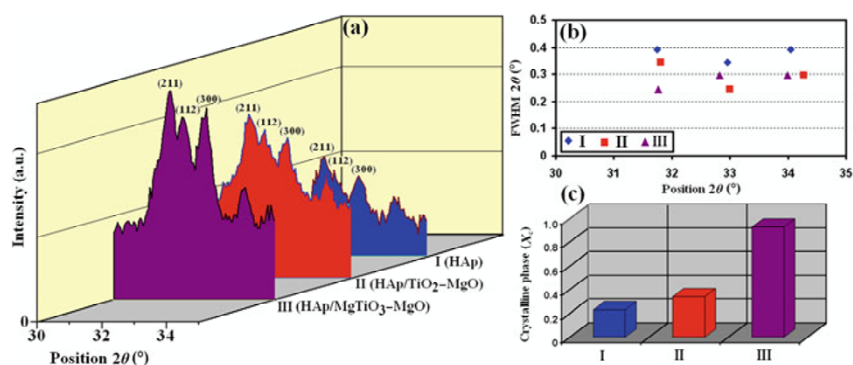 (a)
(211)
(112)
(300)
(211)
(112)
(300)
(211)
(112)
(300)
Intensity (a.u.)
I (HAp)
II (HAp/TiO₂–MgO)
III (HAp/MgTiO₃–MgO)
0
30
32
34
Position 2θ (°)
(b)
FWHM 2θ (°)
0.5
0.4
0.3
0.2
0.1
0
I II III
30 31 32 33 34 35
Position 2θ (°)
(c)
Crystalline phase (Xc)
1.0
0.8
0.6
0.4
0.2
0
I II III